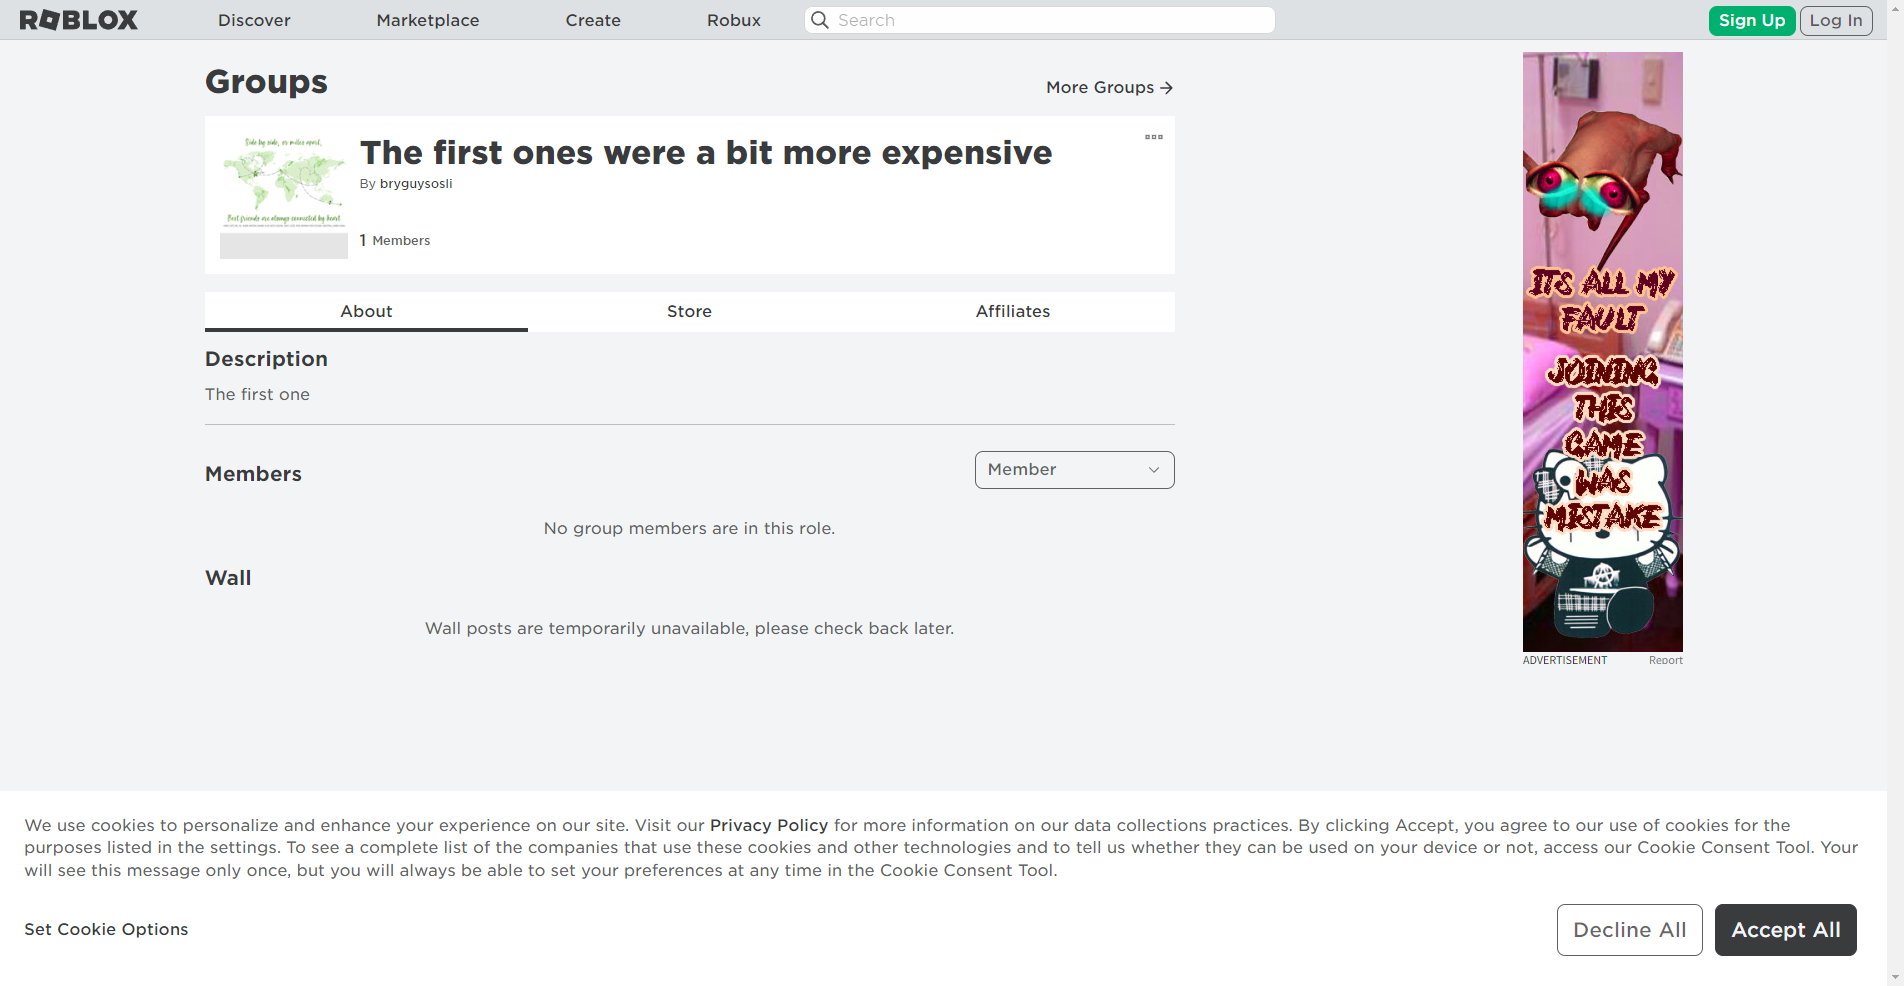 ROBLOX
Discover
Marketplace
Create
Robux
Search
Sign Up
Log In
Groups
More Groups
Side by side, or miles apart,
Best friends are always connected by heart
The first ones were a bit more expensive
By bryguysosli
1 Members
About
Store
Affiliates
Description
The first one
Members
Member
No group members are in this role.
Wall
Wall posts are temporarily unavailable, please check back later.
ITS ALL MY
FAULT
JOINING
THIS
GAME
WAS
MISTAKE
ADVERTISEMENT
Report
We use cookies to personalize and enhance your experience on our site. Visit our Privacy Policy for more information on our data collections practices. By clicking Accept, you agree to our use of cookies for the
purposes listed in the settings. To see a complete list of the companies that use these cookies and other technologies and to tell us whether they can be used on your device or not, access our Cookie Consent Tool. Your
will see this message only once, but you will always be able to set your preferences at any time in the Cookie Consent Tool.
Set Cookie Options
Decline All
Accept All